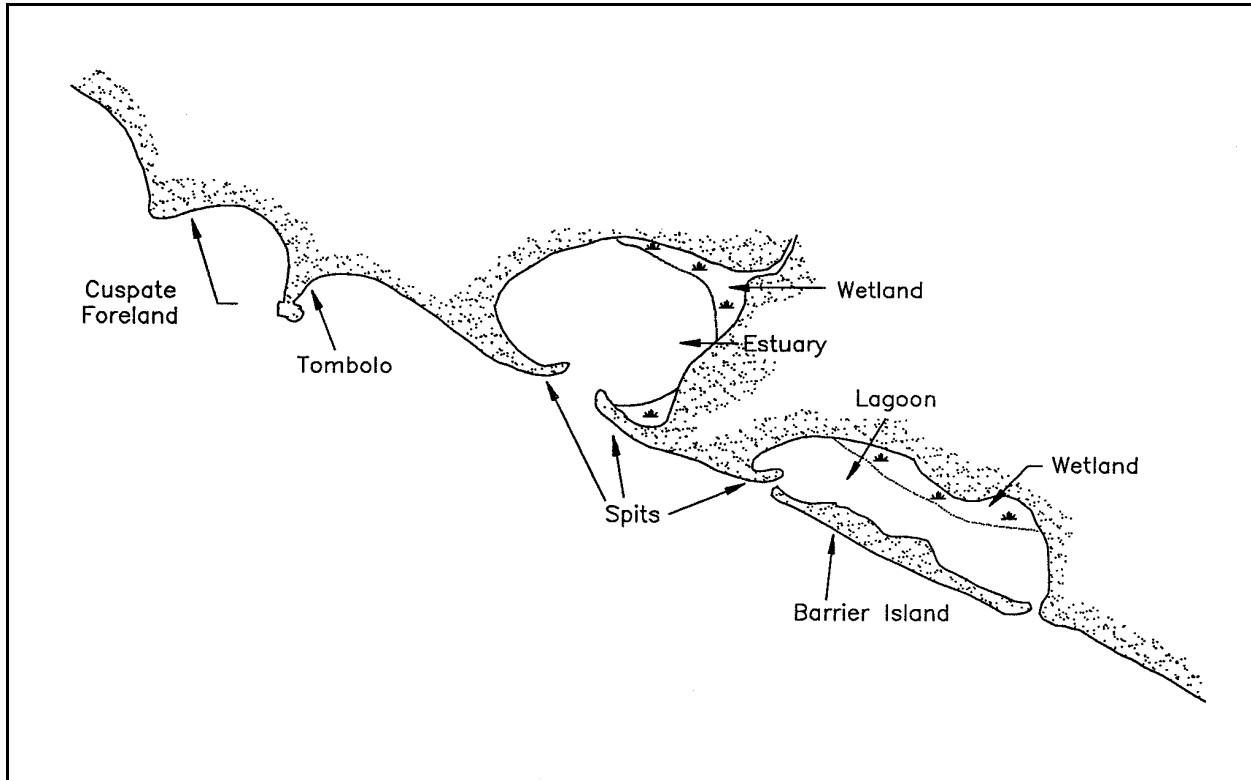 Cuspate
Foreland
Tombolo
Wetland
Estuary
Lagoon
Wetland
Spits
Barrier Island